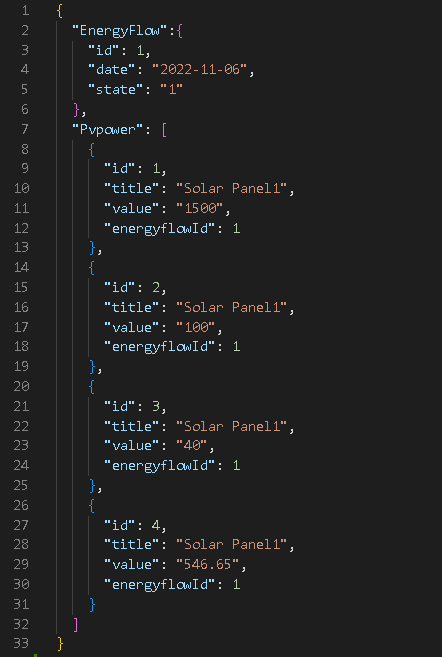 1 {
2   "EnergyFlow":{
3     "id": 1,
4     "date": "2022-11-06",
5     "state": "1"
6   },
7   "Pvpower": [
8     {
9       "id": 1,
10       "title": "Solar Panel1",
11       "value": "1500",
12       "energyflowId": 1
13     },
14     {
15       "id": 2,
16       "title": "Solar Panel1",
17       "value": "100",
18       "energyflowId": 1
19     },
20     {
21       "id": 3,
22       "title": "Solar Panel1",
23       "value": "40",
24       "energyflowId": 1
25     },
26     {
27       "id": 4,
28       "title": "Solar Panel1",
29       "value": "546.65",
30       "energyflowId": 1
31     }
32   ]
33 }